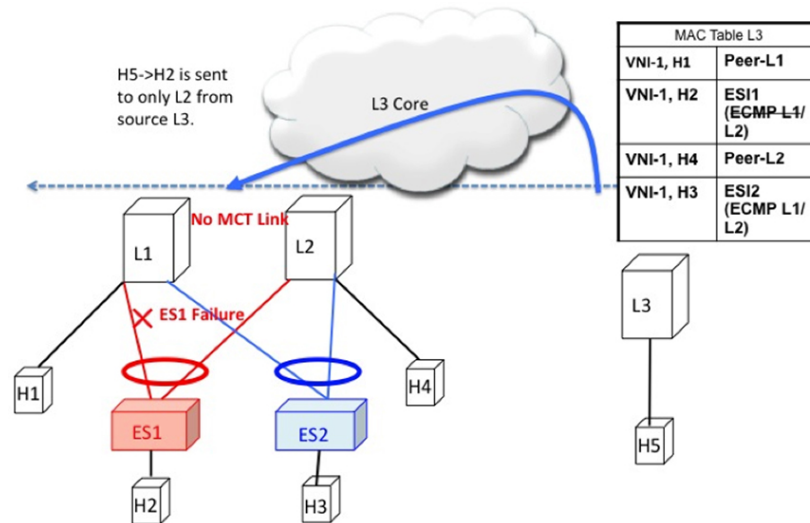 H5->H2 is sent
to only L2 from
source L3.
L3 Core
MAC Table L3
VNI-1, H1 Peer-L1
VNI-1, H2 ESI1
(ECMP L1/
L2)
VNI-1, H4 Peer-L2
VNI-1, H3 ESI2
(ECMP L1/
L2)
No MCT Link
L1
L2
L3
ES1 Failure
H1
H4
ES1
ES2
H5
H2
H3